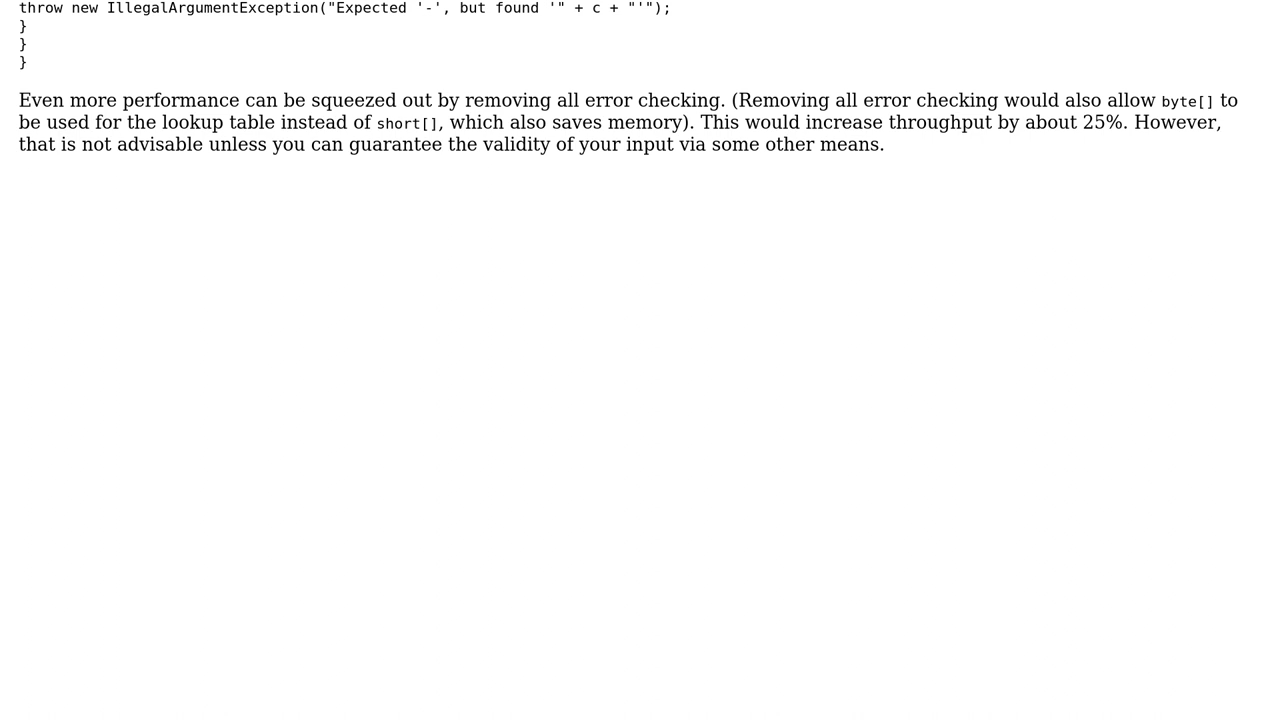 throw new IllegalArgumentException("Expected '-', but found '" + c + "'");
}
}
}
Even more performance can be squeezed out by removing all error checking. (Removing all error checking would also allow byte[] to
be used for the lookup table instead of short[], which also saves memory). This would increase throughput by about 25%. However,
that is not advisable unless you can guarantee the validity of your input via some other means.